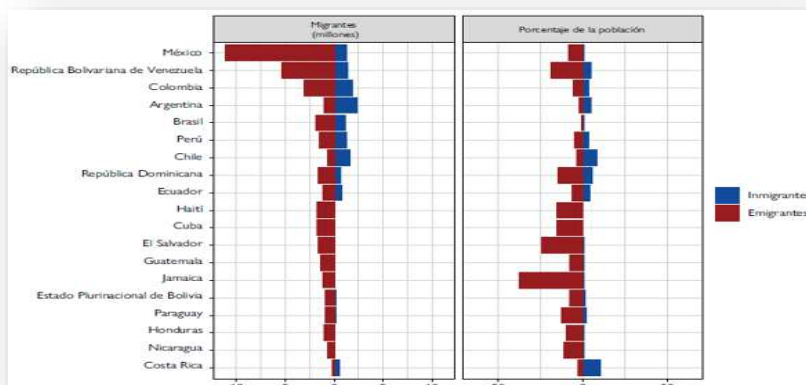 Migrantes
(millones)
Porcentaje de la población
México
República Bolivariana de Venezuela
Colombia
Argentina
Brasil
Perú
Chile
República Dominicana
Ecuador
Haití
Cuba
El Salvador
Guatemala
Jamaica
Estado Plurinacional de Bolivia
Paraguay
Honduras
Nicaragua
Costa Rica
Inmigrante
Emigrantes